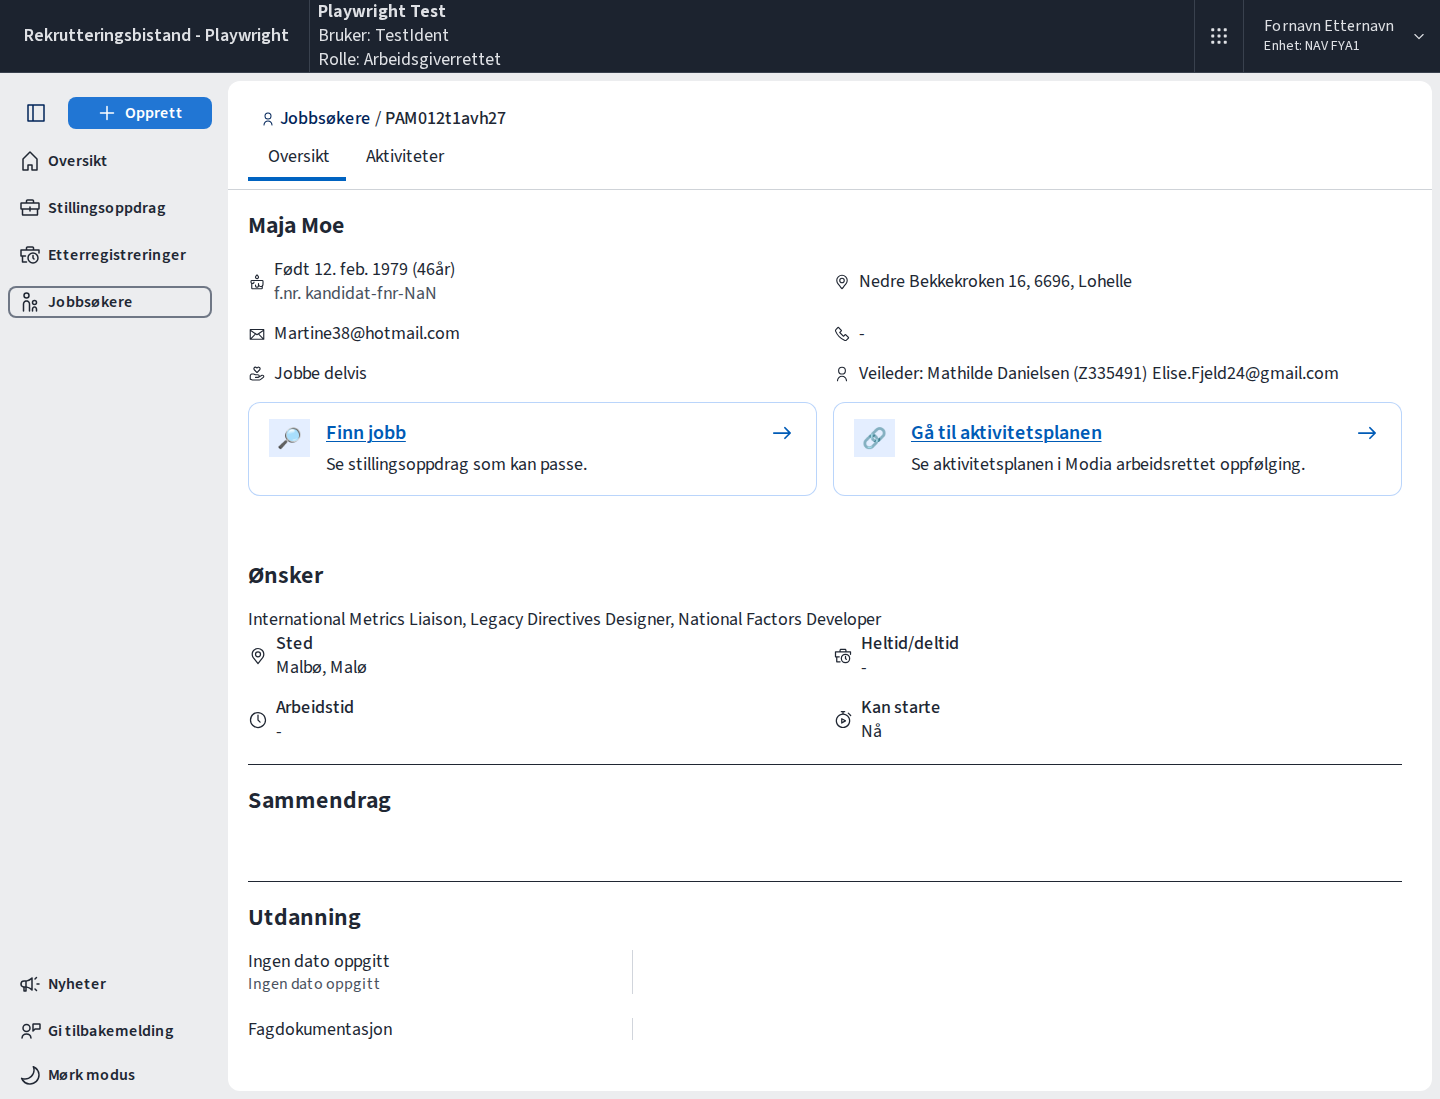 Rekrutteringsbistand - Playwright
Playwright Test
Bruker: TestIdent
Rolle: Arbeidsgiverrettet
Fornavn Etternavn
Enhet: NAV FYA1
Opprett
Oversikt
Stillingsoppdrag
Etterregistreringer
Jobbsøkere
Nyheter
Gi tilbakemelding
Mørk modus
Jobbsøkere / PAM012t1avh27
Oversikt
Aktiviteter
Maja Moe
Født 12. feb. 1979 (46år)
f.nr. kandidat-fnr-NaN
Nedre Bekkekroken 16, 6696, Lohelle
Martine38@hotmail.com
-
Jobbe delvis
Veileder: Mathilde Danielsen (Z335491) Elise.Fjeld24@gmail.com
Finn jobb
Se stillingsoppdrag som kan passe.
Gå til aktivitetsplanen
Se aktivitetsplanen i Modia arbeidsrettet oppfølging.
Ønsker
International Metrics Liaison, Legacy Directives Designer, National Factors Developer
Sted
Malbø, Malø
Heltid/deltid
-
Arbeidstid
-
Kan starte
Nå
Sammendrag
Utdanning
Ingen dato oppgitt
Ingen dato oppgitt
Fagdokumentasjon